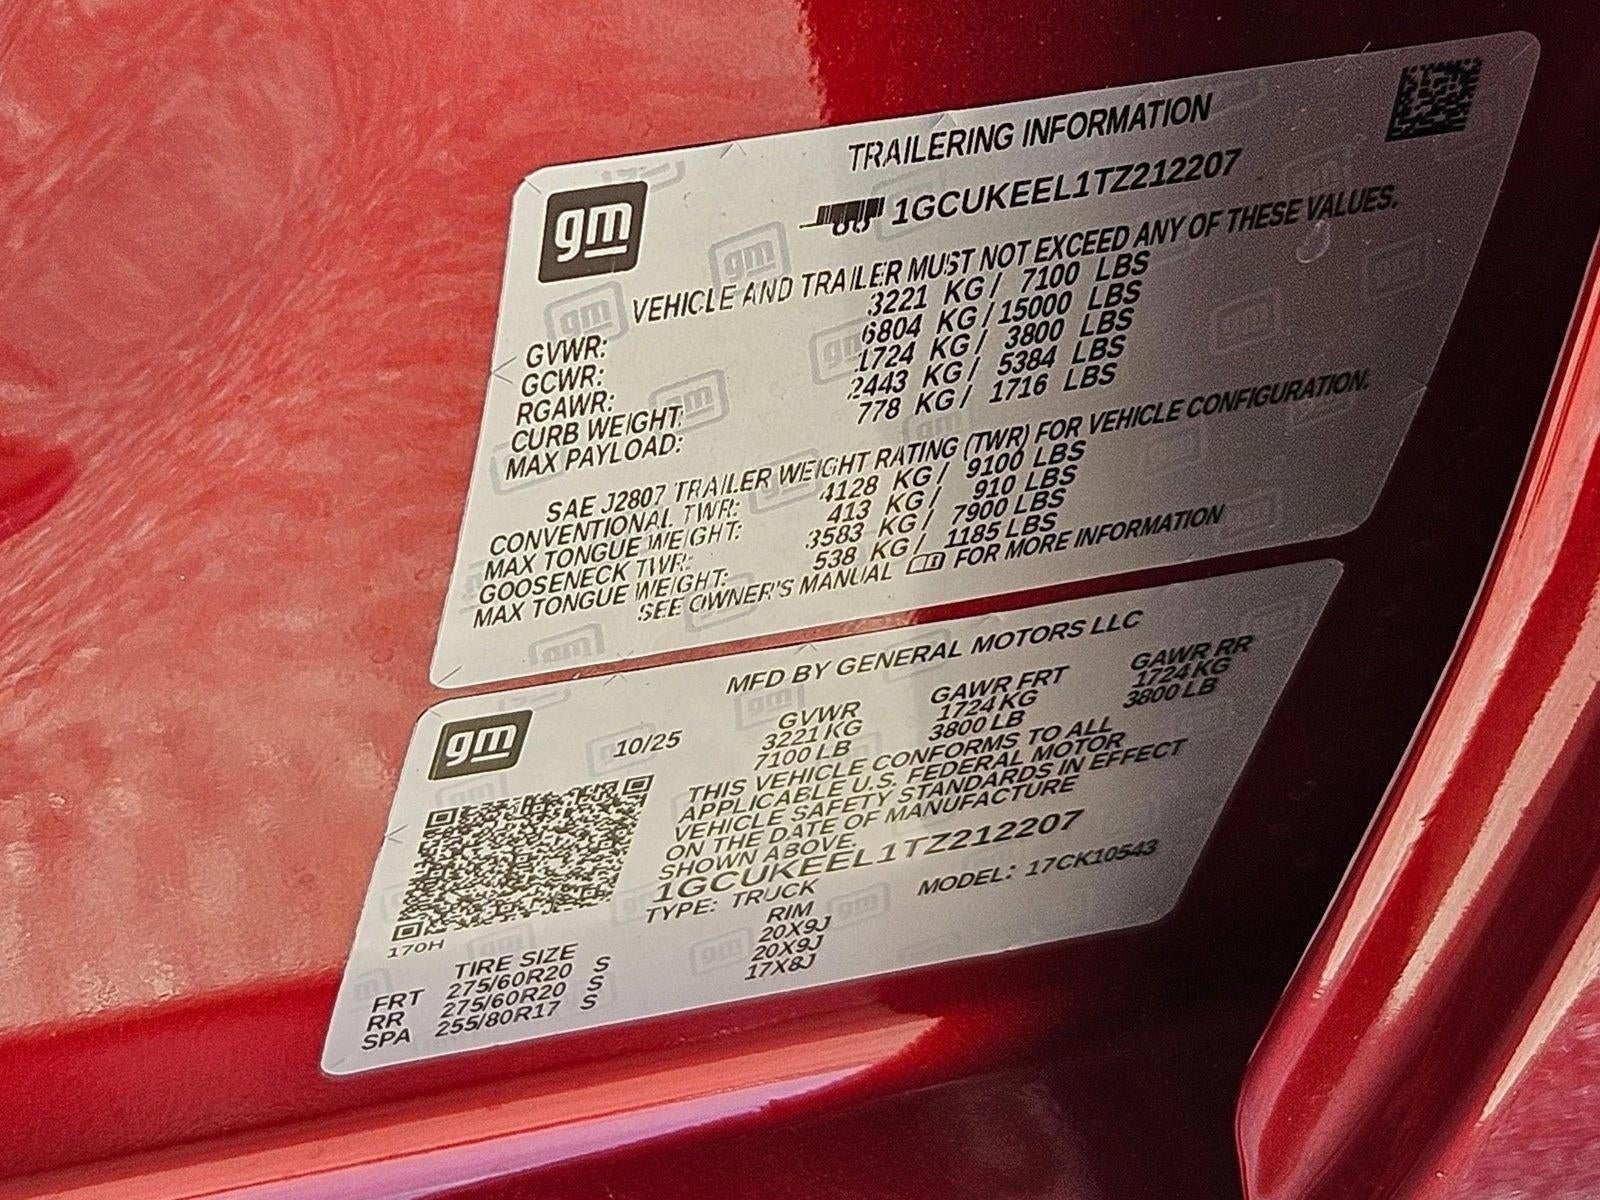 TRAILERING INFORMATION
gm
1GCUKEEL1TZ212207
VEHICLE AND TRAILER MUST NOT EXCEED ANY OF THESE VALUES.
GVWR: 3221 KG / 7100 LBS
GCWR: 6804 KG / 15000 LBS
RGAWR: 1724 KG / 3800 LBS
CURB WEIGHT: 2443 KG / 5384 LBS
MAX PAYLOAD: 778 KG / 1716 LBS
SAE J2807 TRAILER WEIGHT RATING (TWR) FOR VEHICLE CONFIGURATION.
CONVENTIONAL TWR: 4128 KG / 9100 LBS
MAX TONGUE WEIGHT: 413 KG / 910 LBS
GOOSENECK TWR: 3583 KG / 7900 LBS
MAX TONGUE WEIGHT: 538 KG / 1185 LBS
SEE OWNER'S MANUAL FOR MORE INFORMATION
MFD BY GENERAL MOTORS LLC
gm
10/25 GVWR GAWR FRT GAWR RR
3221 KG 1724 KG 1724 KG
7100 LB 3800 LB 3800 LB
THIS VEHICLE CONFORMS TO ALL
APPLICABLE U.S. FEDERAL MOTOR
VEHICLE SAFETY STANDARDS IN EFFECT
ON THE DATE OF MANUFACTURE
SHOWN ABOVE.
1GCUKEEL1TZ212207
TYPE: TRUCK MODEL: 17CK10543
170H
TIRE SIZE RIM
FRT 275/60R20 S 20X9J
RR 275/60R20 S 20X9J
SPA 255/80R17 S 17X8J